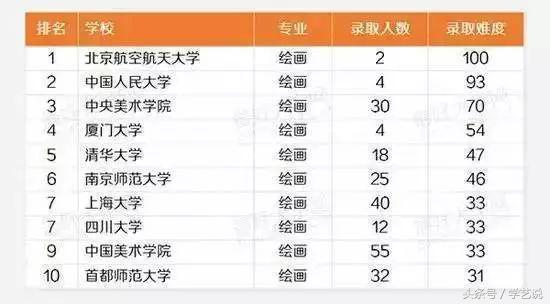 排名 学校 专业 录取人数 录取难度
1 北京航空航天大学 绘画 2 100
2 中国人民大学 绘画 4 93
3 中央美术学院 绘画 30 70
4 厦门大学 绘画 4 54
5 清华大学 绘画 18 47
6 南京师范大学 绘画 25 46
7 上海大学 绘画 40 33
7 四川大学 绘画 12 33
9 中国美术学院 绘画 55 33
10 首都师范大学 绘画 32 31
头条号 / 学艺说